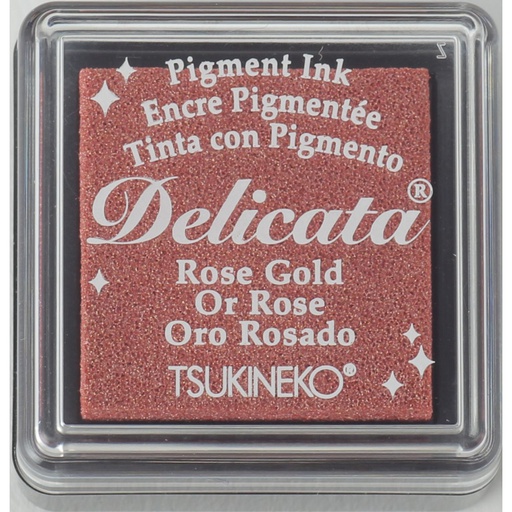 Pigment Ink
Encre Pigmentée
Tinta con Pigmento
Delicata®
Rose Gold
Or Rose
Oro Rosado
TSUKINEKO®